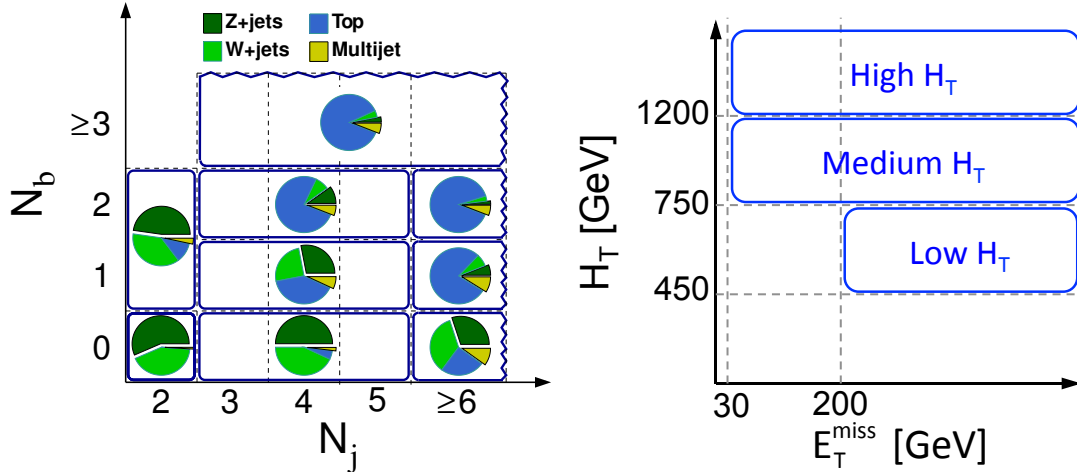 Z+jets Top
W+jets Multijet
≥3
2
1
0
N_b
2 3 4 5 ≥6
N_j
High H_T
1200
Medium H_T
750
Low H_T
450
H_T [GeV]
30 200
E_T^miss [GeV]